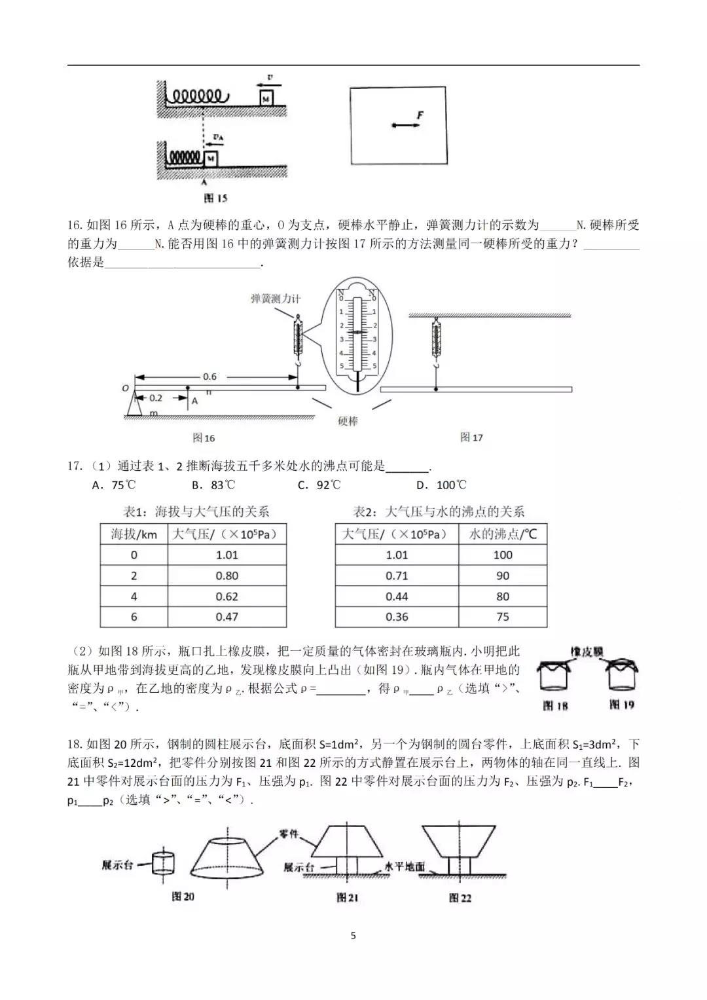 v
M
F
vA
M
A
图 15
16.如图 16 所示，A 点为硬棒的重心，O 为支点，硬棒水平静止，弹簧测力计的示数为______N.硬棒所受
的重力为______N.能否用图 16 中的弹簧测力计按图 17 所示的方法测量同一硬棒所受的重力？_________
依据是_________________________.
弹簧测力计
N N
0 0
1 1
2 2
3 3
4 4
5 5
0.6
O
n
0.2
A
m
硬棒
图 16
图 17
17.（1）通过表 1、2 推断海拔五千多米处水的沸点可能是_______.
A．75℃ B．83℃ C．92℃ D．100℃
表1：海拔与大气压的关系
海拔/km 大气压/（×10⁵Pa）
0 1.01
2 0.80
4 0.62
6 0.47
表2：大气压与水的沸点的关系
大气压/（×10⁵Pa） 水的沸点/℃
1.01 100
0.71 90
0.44 80
0.36 75
（2）如图 18 所示，瓶口扎上橡皮膜，把一定质量的气体密封在玻璃瓶内.小明把此
瓶从甲地带到海拔更高的乙地，发现橡皮膜向上凸出（如图 19）.瓶内气体在甲地的
密度为ρ甲，在乙地的密度为ρ乙.根据公式ρ=________，得ρ甲____ρ乙（选填“>”、
“=”、“<”）.
橡皮膜
图 18
图 19
18.如图 20 所示，钢制的圆柱展示台，底面积 S=1dm²，另一个为钢制的圆台零件，上底面积 S₁=3dm²，下
底面积 S₂=12dm²，把零件分别按图 21 和图 22 所示的方式静置在展示台上，两物体的轴在同一直线上. 图
21 中零件对展示台面的压力为 F₁、压强为 p₁. 图 22 中零件对展示台面的压力为 F₂、压强为 p₂. F₁____F₂，
p₁____p₂（选填“>”、“=”、“<”）.
展示台
零件
展示台
水平地面
图20
图21
图22
5